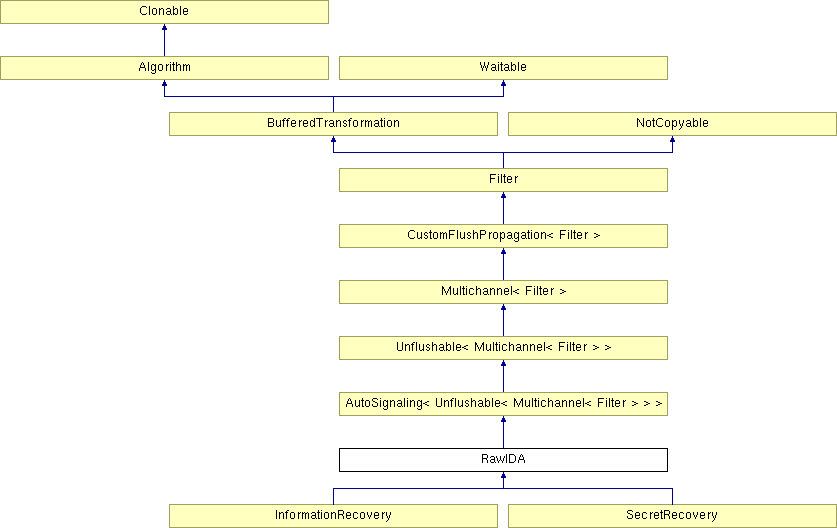 Clonable
Algorithm
Waitable
BufferedTransformation
NotCopyable
Filter
CustomFlushPropagation< Filter >
Multichannel< Filter >
Unflushable< Multichannel< Filter > >
AutoSignaling< Unflushable< Multichannel< Filter > > >
RawIDA
InformationRecovery
SecretRecovery